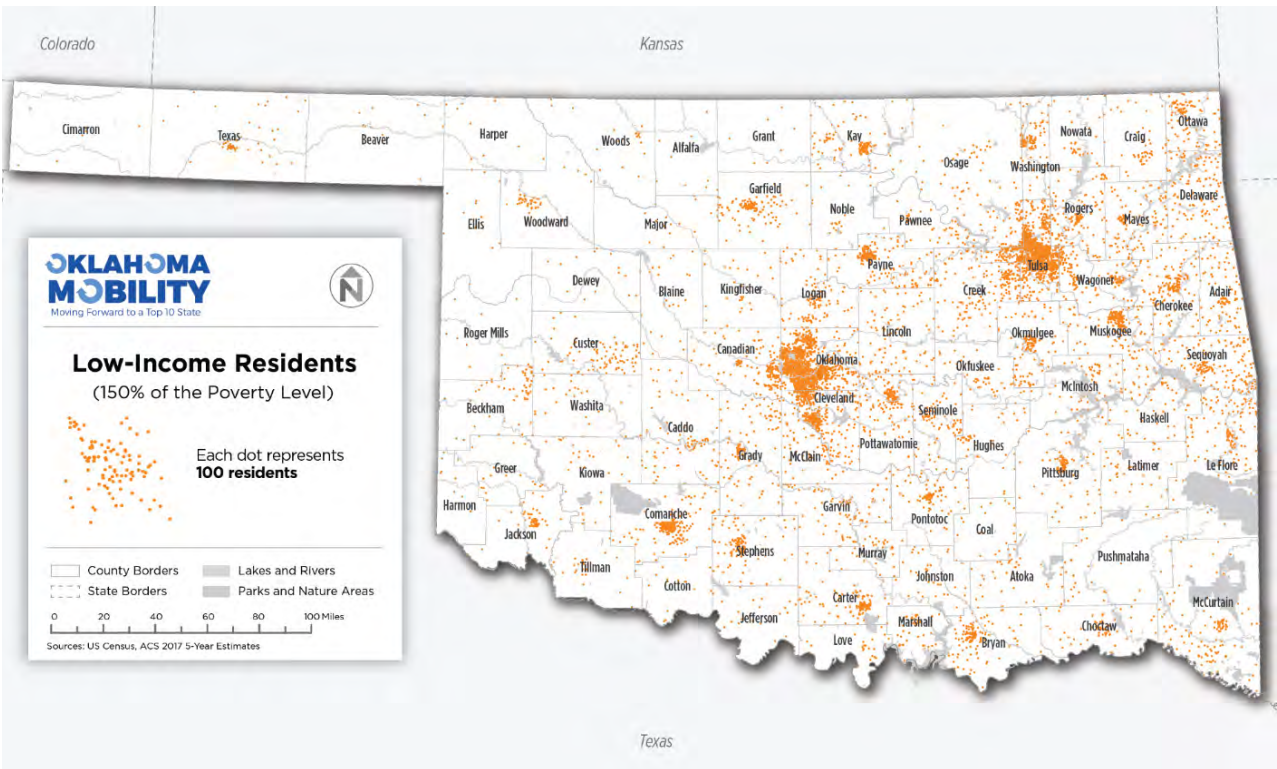 Colorado
Kansas
Cimarron
Texas
Beaver
Harper
Woods
Alfalfa
Grant
Kay
Osage
Washington
Nowata
Craig
Ottawa
Ellis
Woodward
Major
Garfield
Noble
Pawnee
Rogers
Mayes
Delaware
Dewey
Blaine
Kingfisher
Logan
Payne
Creek
Tulsa
Wagoner
Cherokee
Adair
Roger Mills
Custer
Canadian
Oklahoma
Lincoln
Okfuskee
Okmulgee
Muskogee
Sequoyah
Beckham
Washita
Caddo
Grady
Cleveland
McClain
Pottawatomie
Seminole
Hughes
McIntosh
Pittsburg
Haskell
Latimer
Le Flore
Greer
Kiowa
Harmon
Jackson
Comanche
Tillman
Cotton
Stephens
Jefferson
Garvin
Murray
Carter
Love
Pontotoc
Johnston
Marshall
Coal
Atoka
Bryan
Pushmataha
Choctaw
McCurtain
Texas
OKLAHOMA
MOBILITY
Moving Forward to a Top 10 State
N
Low-Income Residents
(150% of the Poverty Level)
Each dot represents
100 residents
County Borders
Lakes and Rivers
State Borders
Parks and Nature Areas
0 20 40 60 80 100 Miles
Sources: US Census, ACS 2017 5-Year Estimates